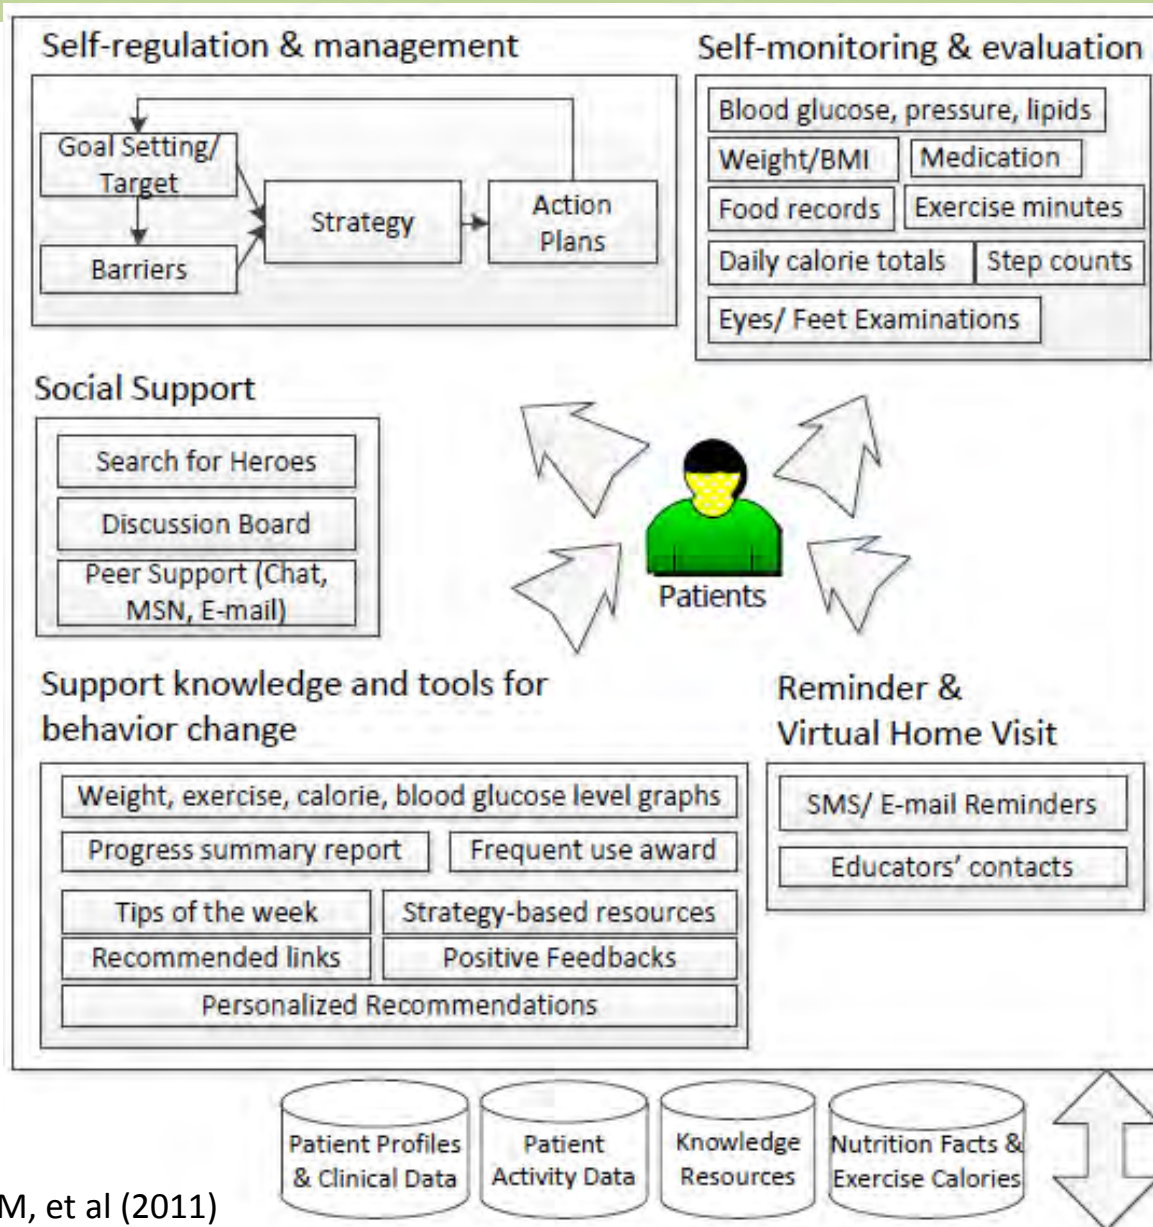 Self-regulation & management
Goal Setting/
Target
Barriers
Strategy
Action
Plans
Self-monitoring & evaluation
Blood glucose, pressure, lipids
Weight/BMI
Medication
Food records
Exercise minutes
Daily calorie totals
Step counts
Eyes/ Feet Examinations
Social Support
Search for Heroes
Discussion Board
Peer Support (Chat,
MSN, E-mail)
Patients
Support knowledge and tools for
behavior change
Weight, exercise, calorie, blood glucose level graphs
Progress summary report
Frequent use award
Tips of the week
Strategy-based resources
Recommended links
Positive Feedbacks
Personalized Recommendations
Reminder &
Virtual Home Visit
SMS/ E-mail Reminders
Educators’ contacts
Patient Profiles
& Clinical Data
Patient
Activity Data
Knowledge
Resources
Nutrition Facts &
Exercise Calories
M, et al (2011)